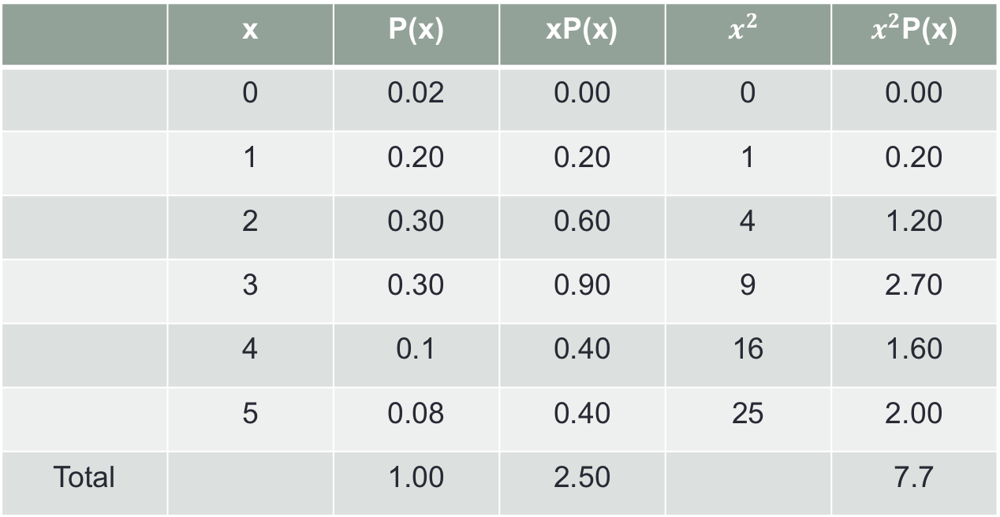 x P(x) xP(x) x² x²P(x)
0 0.02 0.00 0 0.00
1 0.20 0.20 1 0.20
2 0.30 0.60 4 1.20
3 0.30 0.90 9 2.70
4 0.1 0.40 16 1.60
5 0.08 0.40 25 2.00
Total 1.00 2.50 7.7